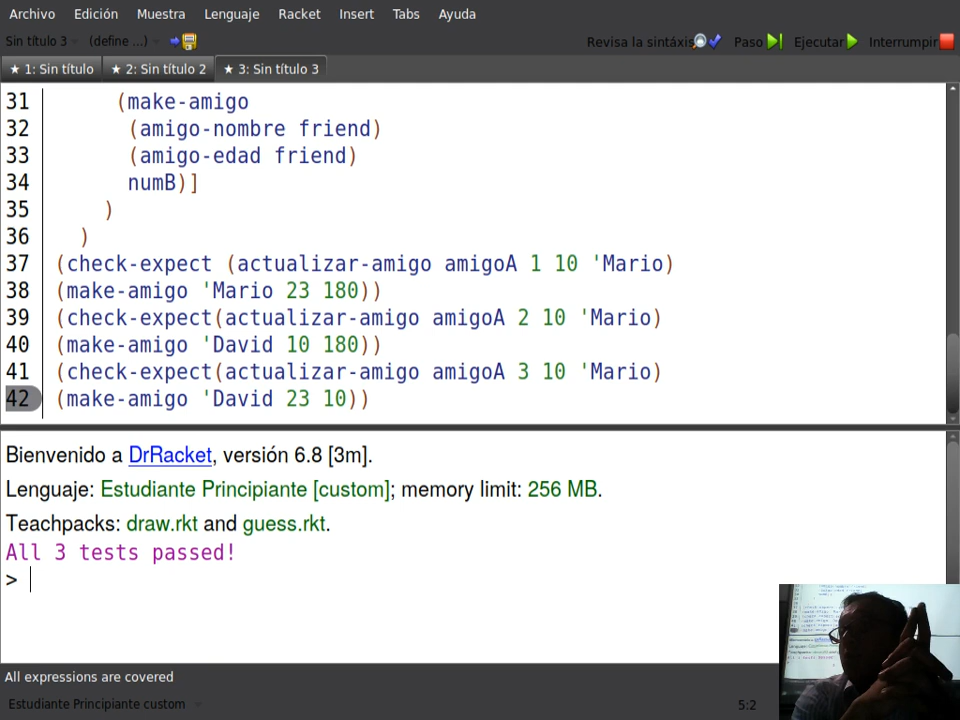 Archivo Edición Muestra Lenguaje Racket Insert Tabs Ayuda
Sin título 3 (define ...) Revisa la sintáxis Paso Ejecutar Interrumpir
★ 1: Sin título ★ 2: Sin título 2 ★ 3: Sin título 3
31 (make-amigo
32 (amigo-nombre friend)
33 (amigo-edad friend)
34 numB)]
35 )
36 )
37 (check-expect (actualizar-amigo amigoA 1 10 'Mario)
38 (make-amigo 'Mario 23 180))
39 (check-expect(actualizar-amigo amigoA 2 10 'Mario)
40 (make-amigo 'David 10 180))
41 (check-expect(actualizar-amigo amigoA 3 10 'Mario)
42 (make-amigo 'David 23 10))
Bienvenido a DrRacket, versión 6.8 [3m].
Lenguaje: Estudiante Principiante [custom]; memory limit: 256 MB.
Teachpacks: draw.rkt and guess.rkt.
All 3 tests passed!
>
All expressions are covered
Estudiante Principiante custom 5:2